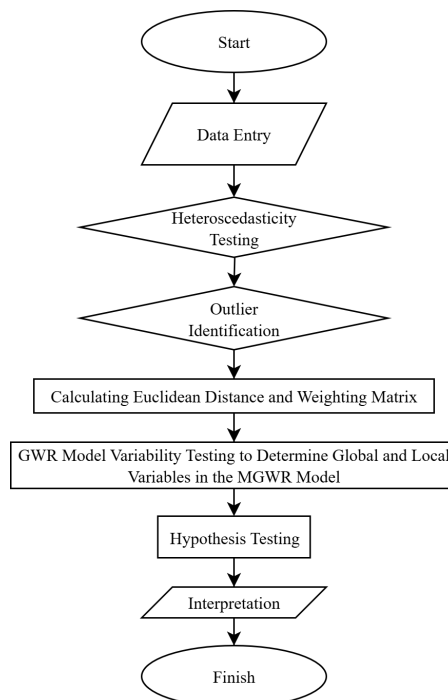 Start
Data Entry
Heteroscedasticity
Testing
Outlier
Identification
Calculating Euclidean Distance and Weighting Matrix
GWR Model Variability Testing to Determine Global and Local
Variables in the MGWR Model
Hypothesis Testing
Interpretation
Finish